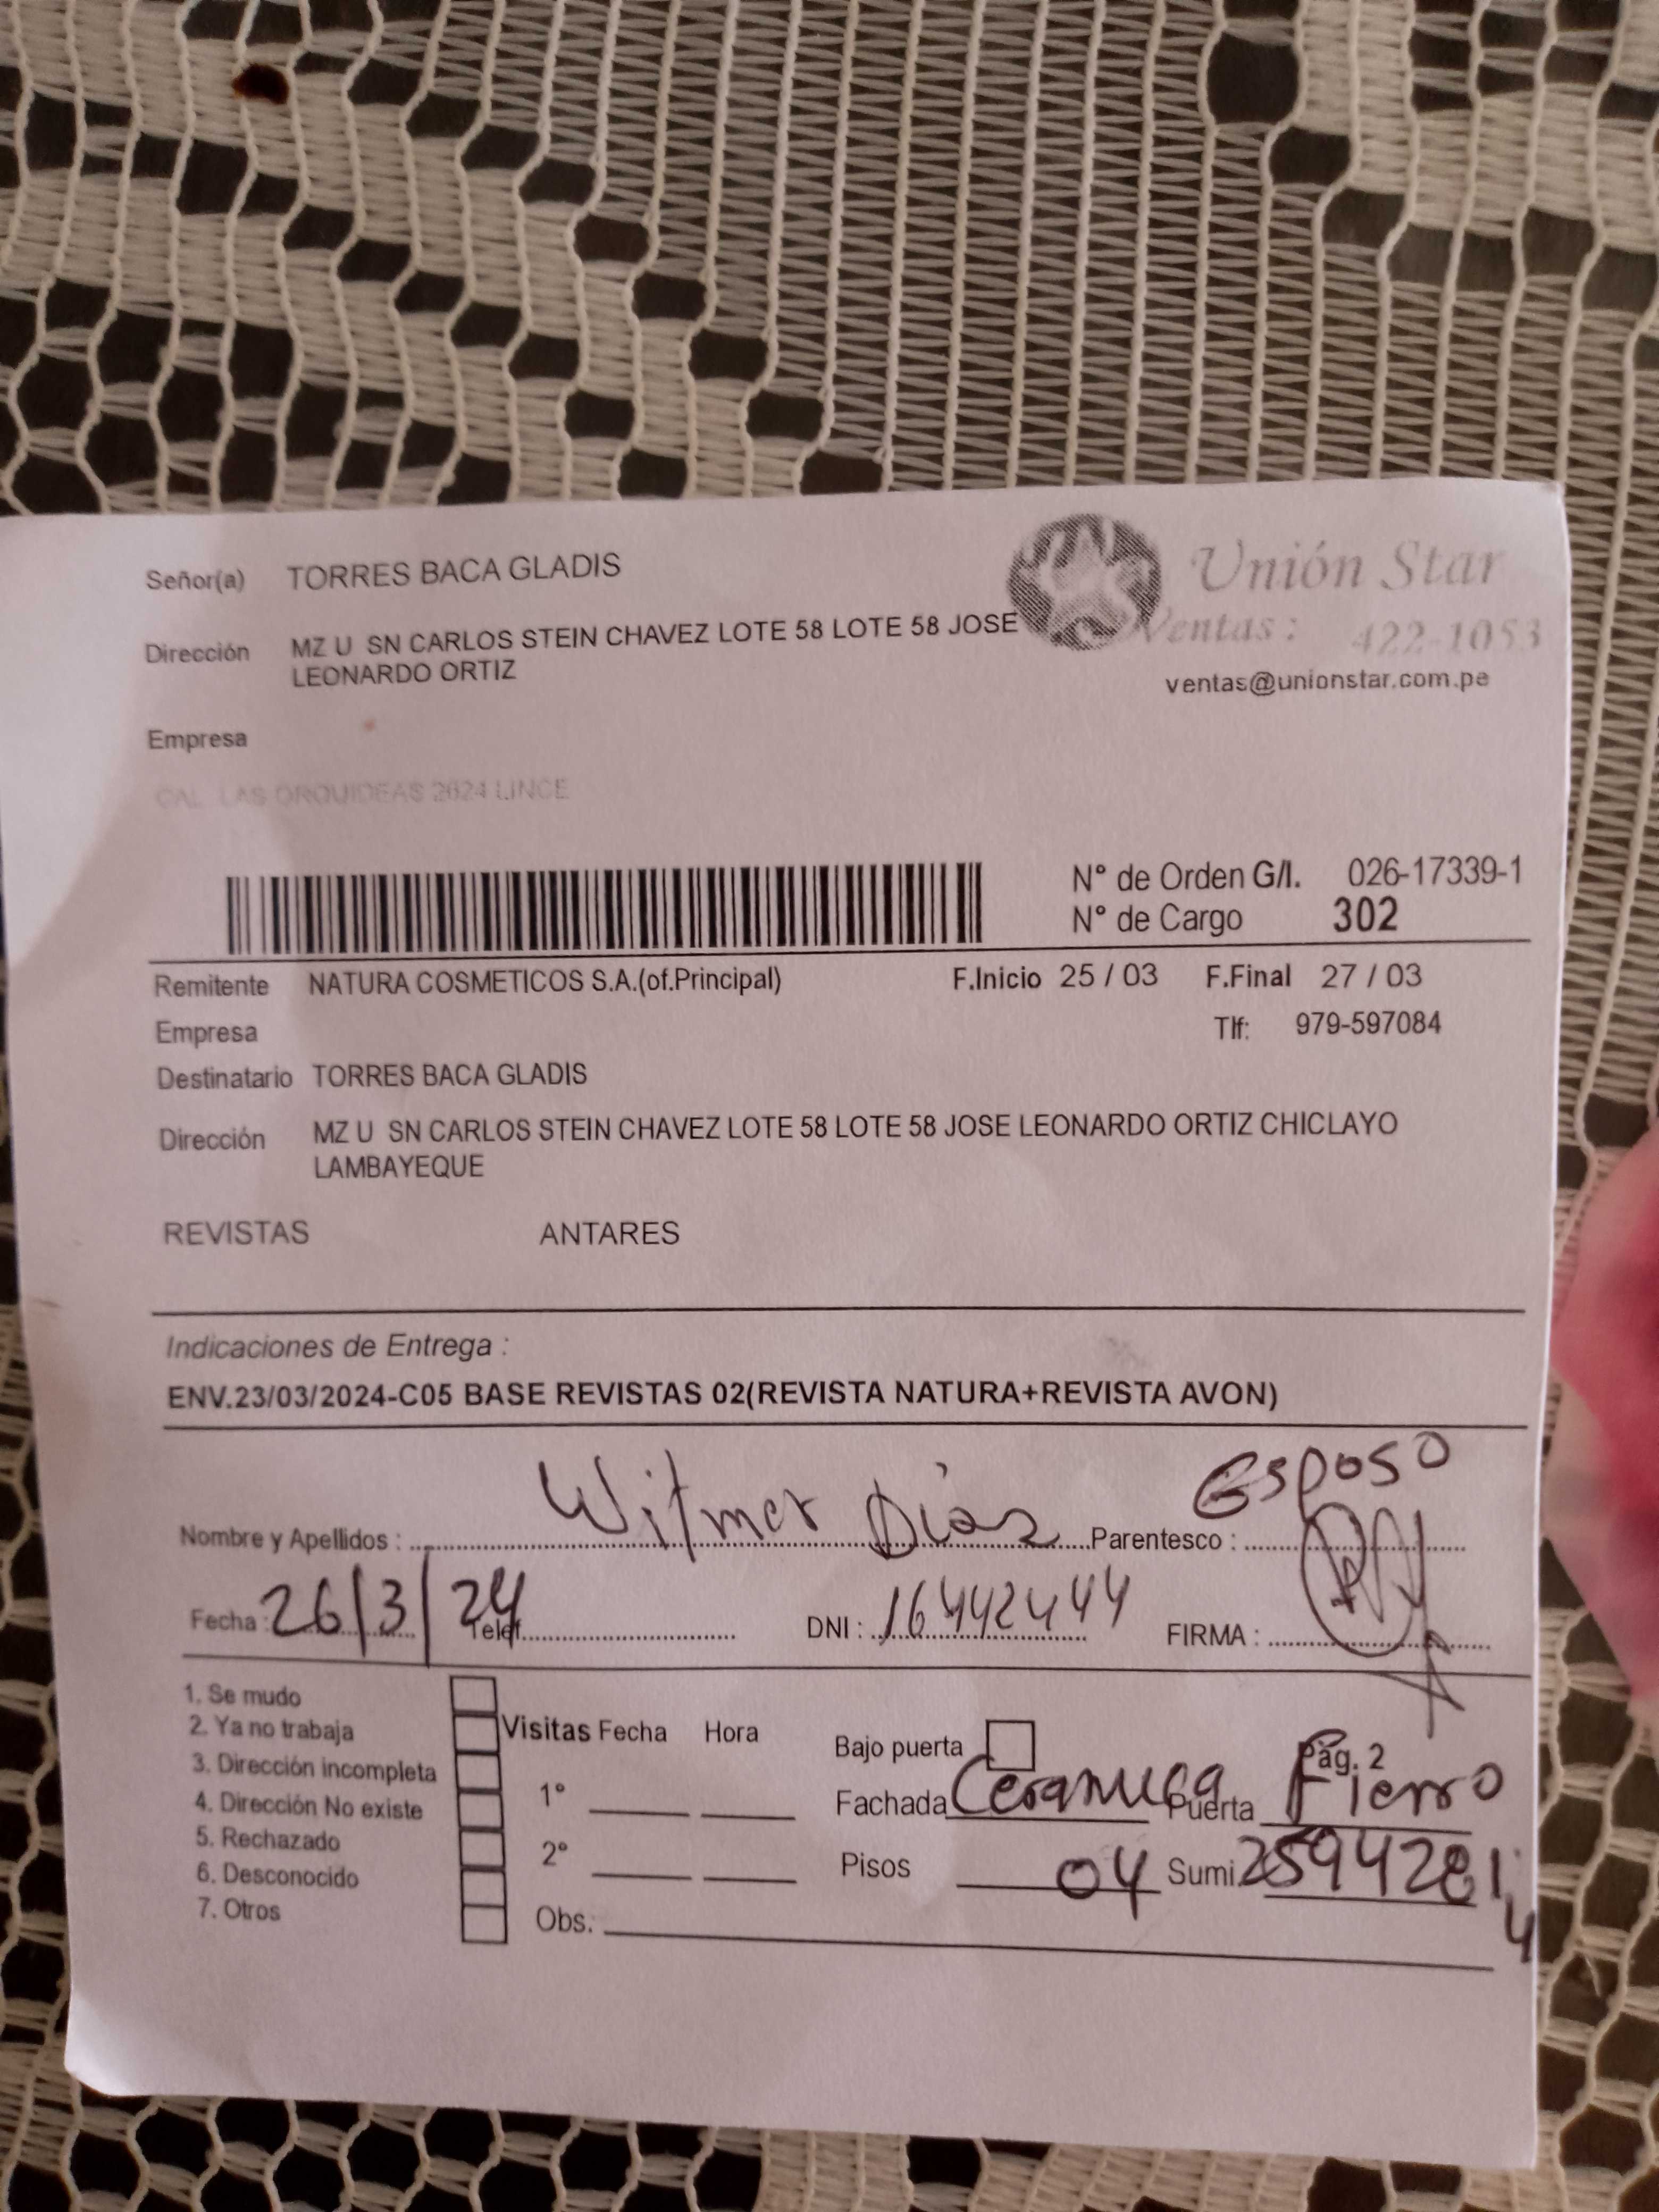 Señor(a) TORRES BACA GLADIS
Unión Star
Dirección MZ U SN CARLOS STEIN CHAVEZ LOTE 58 LOTE 58 JOSE
LEONARDO ORTIZ
Ventas: 422-1053
ventas@unionstar.com.pe
Empresa
CAL. LAS ORQUIDEAS 2624 LINCE
N° de Orden G/I. 026-17339-1
N° de Cargo 302
Remitente NATURA COSMETICOS S.A.(of.Principal) F.Inicio 25 / 03 F.Final 27 / 03
Empresa Tlf: 979-597084
Destinatario TORRES BACA GLADIS
Dirección MZ U SN CARLOS STEIN CHAVEZ LOTE 58 LOTE 58 JOSE LEONARDO ORTIZ CHICLAYO
LAMBAYEQUE
REVISTAS ANTARES
Indicaciones de Entrega :
ENV.23/03/2024-C05 BASE REVISTAS 02(REVISTA NATURA+REVISTA AVON)
Nombre y Apellidos : Witmer Díaz Parentesco : Esposo
Fecha : 26/3/24 Telef. DNI : 16442444 FIRMA :
1. Se mudo
2. Ya no trabaja
3. Dirección incompleta
4. Dirección No existe
5. Rechazado
6. Desconocido
7. Otros
Visitas Fecha Hora
1°
2°
Obs.
Bajo puerta
Pág. 2
Fachada Ceramica Puerta Fierro
Pisos 04 Sumi.